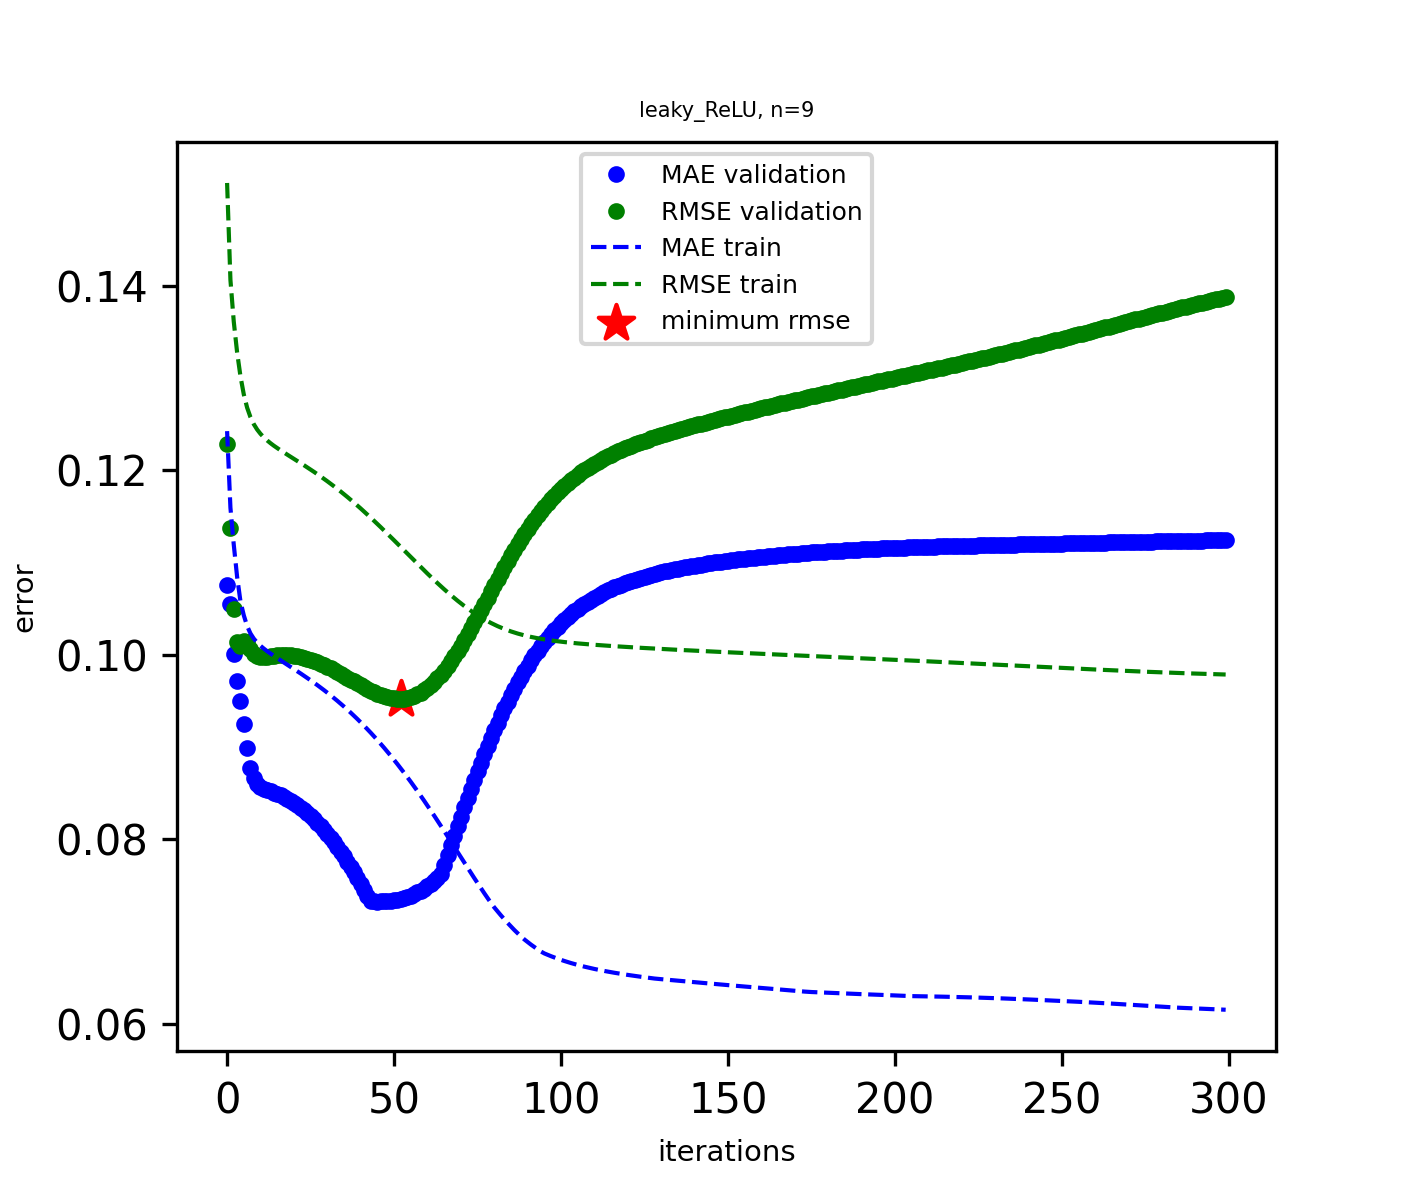 leaky_ReLU, n=9
MAE validation
RMSE validation
MAE train
RMSE train
minimum rmse
0.14
0.12
0.10
0.08
0.06
error
0 50 100 150 200 250 300
iterations